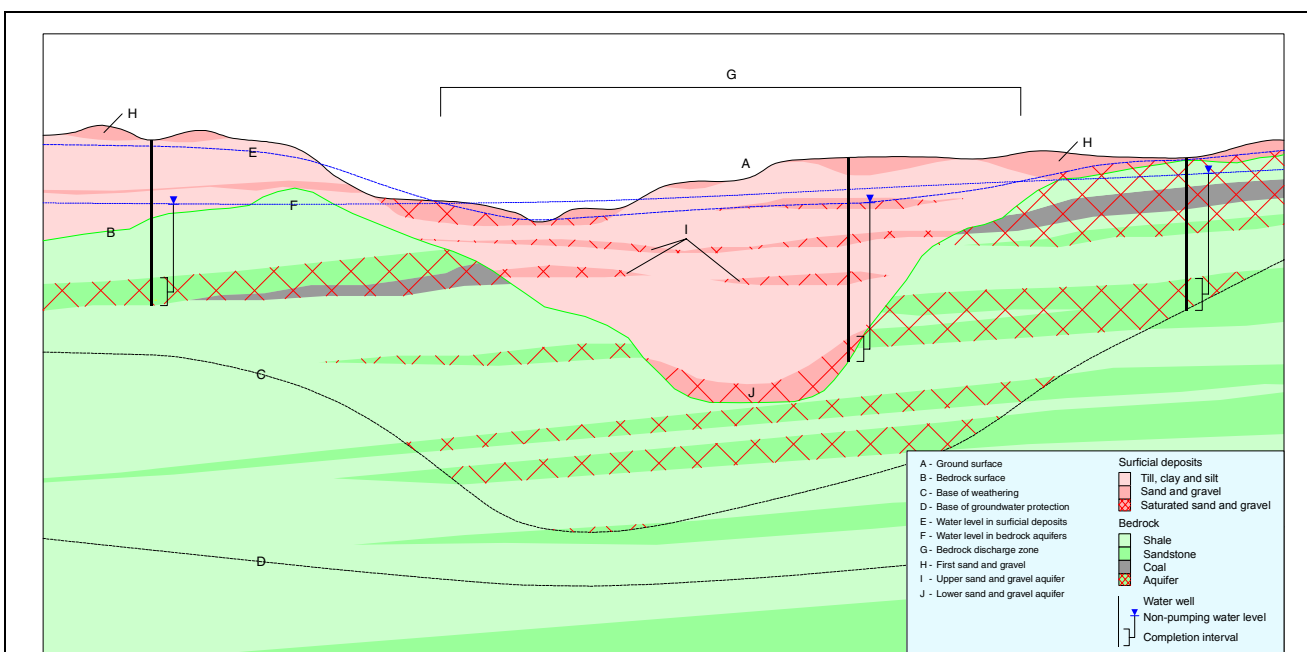 G
H
H
E
A
F
I
B
C
J
D
A - Ground surface
B - Bedrock surface
C - Base of weathering
D - Base of groundwater protection
E - Water level in surficial deposits
F - Water level in bedrock aquifers
G - Bedrock discharge zone
H - First sand and gravel
I - Upper sand and gravel aquifer
J - Lower sand and gravel aquifer
Surficial deposits
Till, clay and silt
Sand and gravel
Saturated sand and gravel
Bedrock
Shale
Sandstone
Coal
Aquifer
Water well
Non-pumping water level
Completion interval